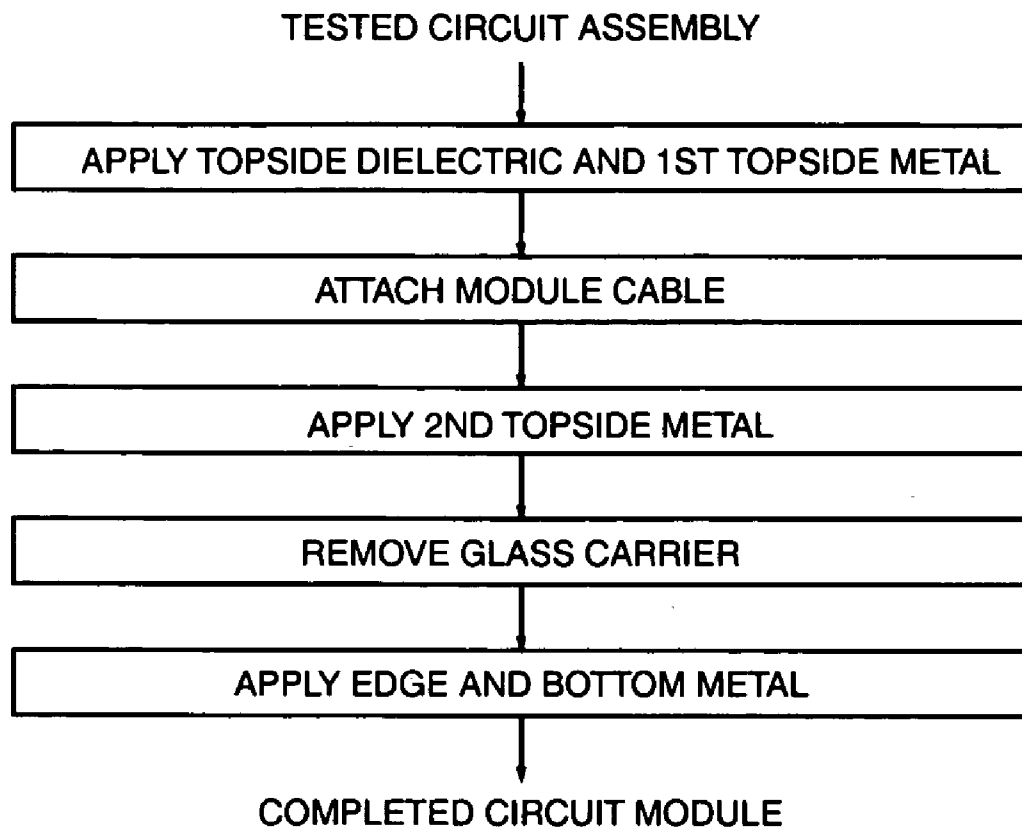 TESTED CIRCUIT ASSEMBLY
APPLY TOPSIDE DIELECTRIC AND 1ST TOPSIDE METAL
ATTACH MODULE CABLE
APPLY 2ND TOPSIDE METAL
REMOVE GLASS CARRIER
APPLY EDGE AND BOTTOM METAL
COMPLETED CIRCUIT MODULE